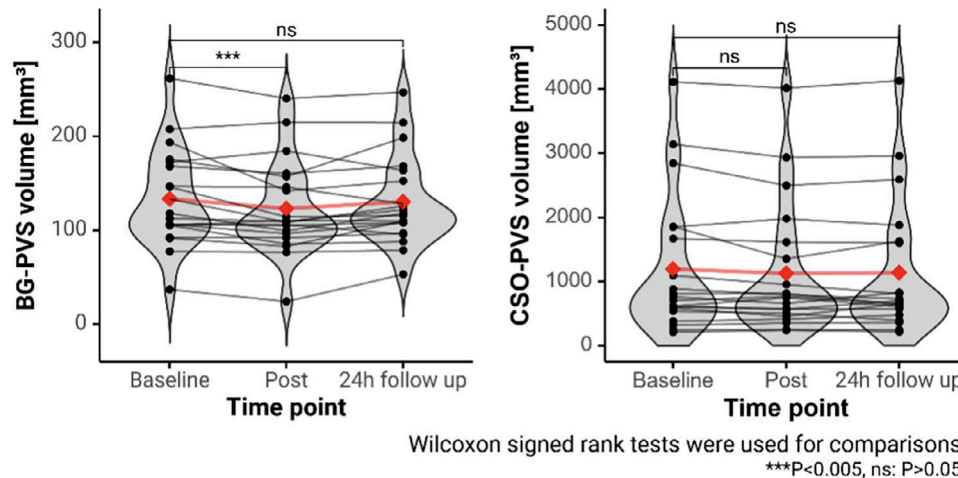 BG-PVS volume [mm³]
300
200
100
0
ns
***
Baseline Post 24h follow up
Time point
CSO-PVS volume [mm³]
5000
4000
3000
2000
1000
0
ns
ns
Baseline Post 24h follow up
Time point
Wilcoxon signed rank tests were used for comparisons
***P<0.005, ns: P>0.05